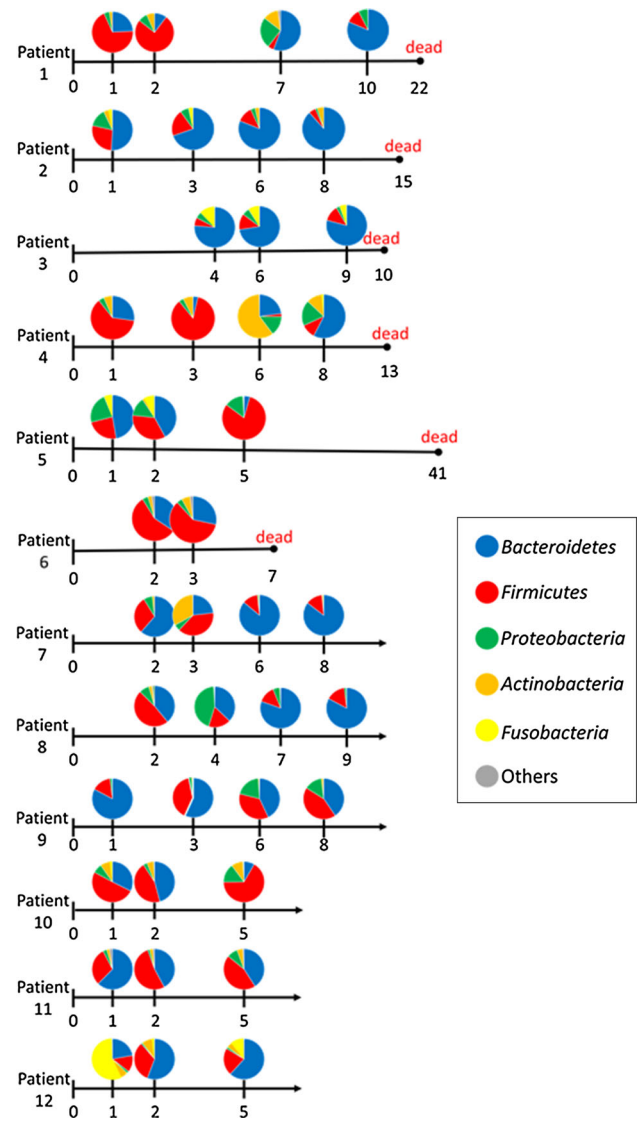 Patient
1
dead
0 1 2 7 10 22
Patient
2
dead
0 1 3 6 8 15
Patient
3
dead
0 4 6 9 10
Patient
4
dead
0 1 3 6 8 13
Patient
5
dead
0 1 2 5 41
Patient
6
dead
0 2 3 7
Patient
7
0 2 3 6 8
Patient
8
0 2 4 7 9
Patient
9
0 1 3 6 8
Patient
10
0 1 2 5
Patient
11
0 1 2 5
Patient
12
0 1 2 5
Bacteroidetes
Firmicutes
Proteobacteria
Actinobacteria
Fusobacteria
Others